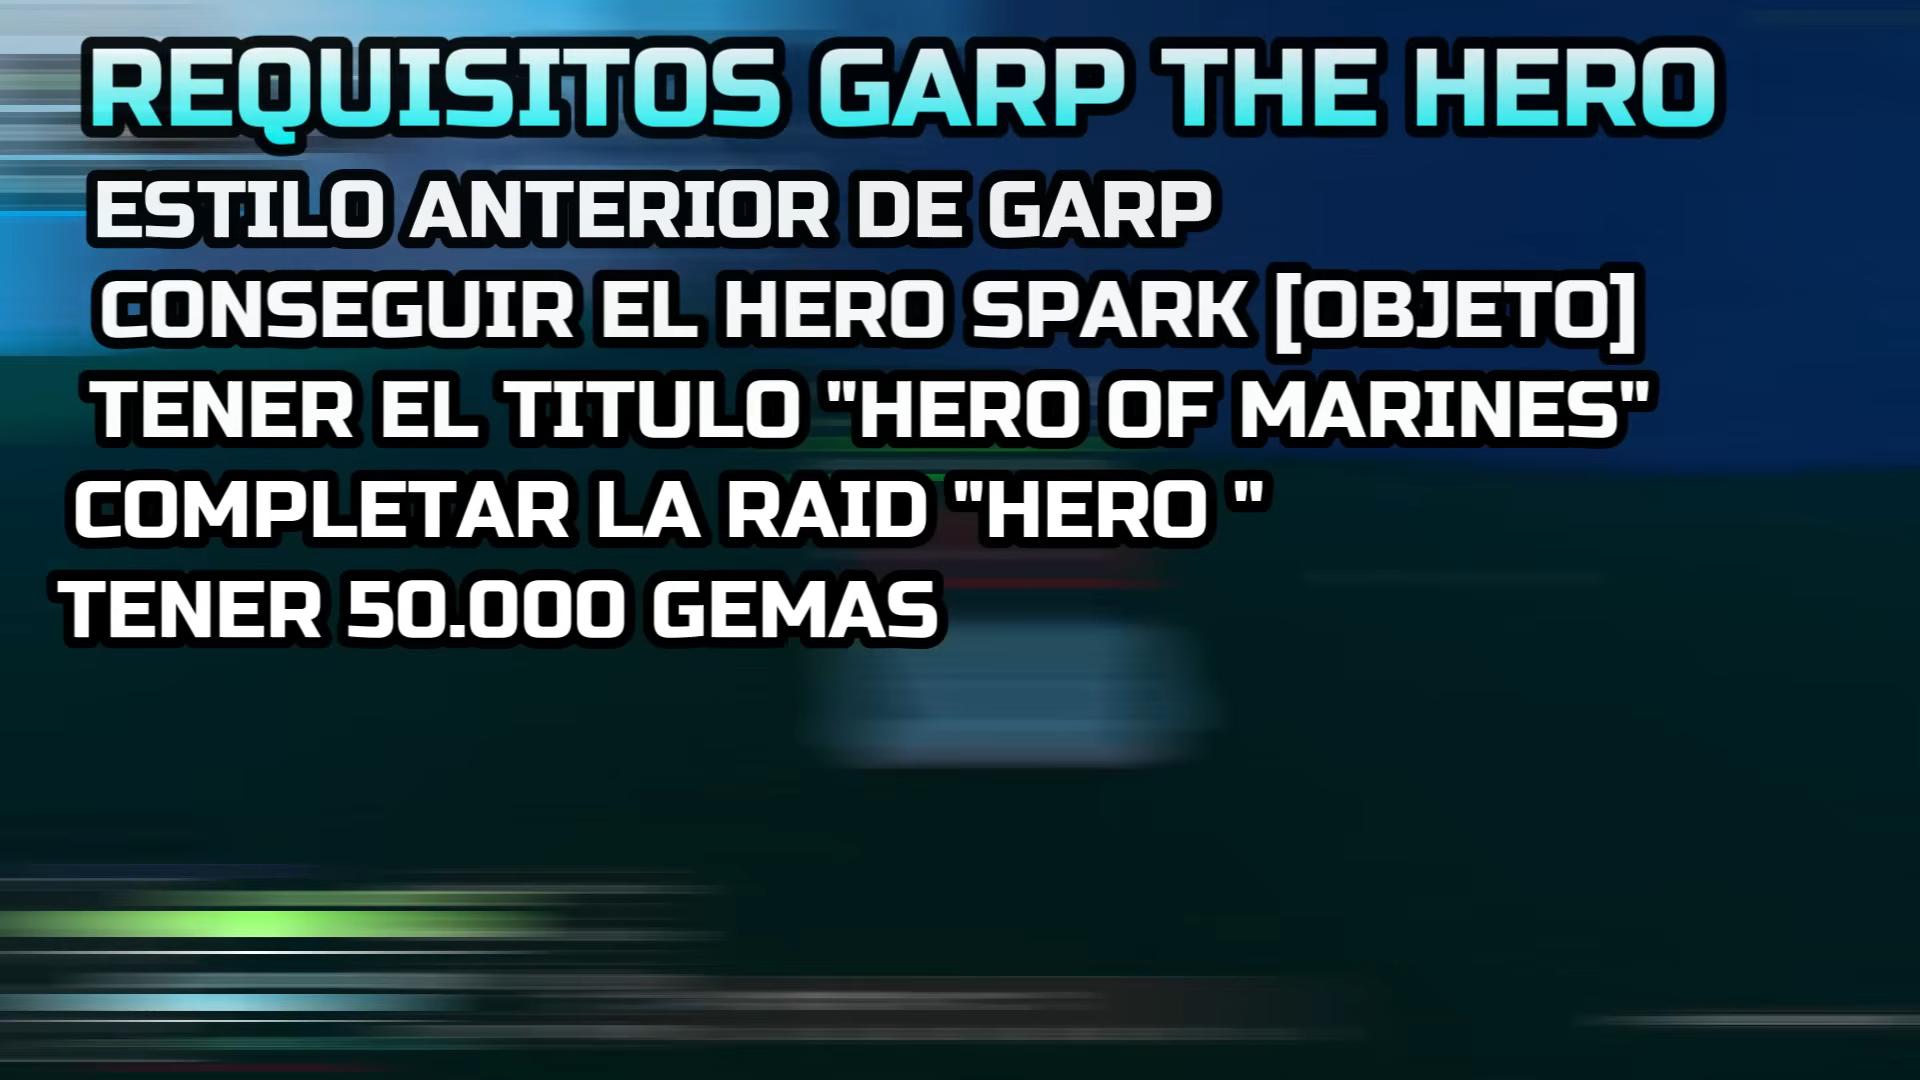 REQUISITOS GARP THE HERO
ESTILO ANTERIOR DE GARP
CONSEGUIR EL HERO SPARK [OBJETO]
TENER EL TITULO "HERO OF MARINES"
COMPLETAR LA RAID "HERO "
TENER 50.000 GEMAS